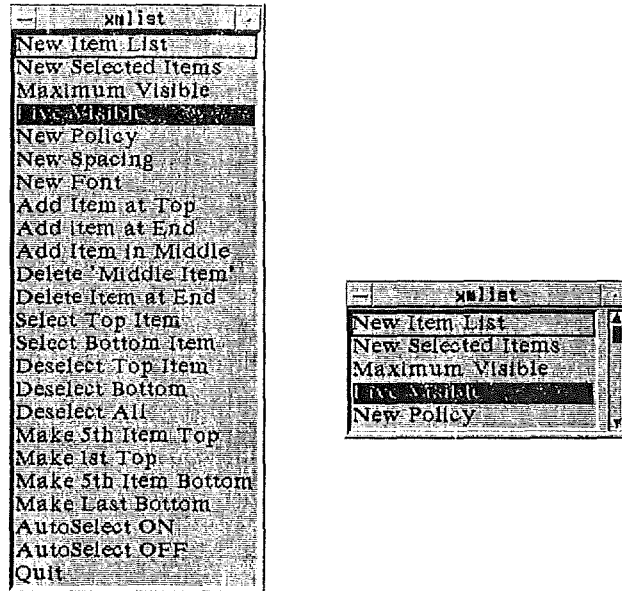 xmlist
New Item List
New Selected Items
Maximum Visible
Five Visible
New Policy
New Spacing
New Font
Add Item at Top
Add Item at End
Add Item in Middle
Delete 'Middle Item'
Delete Item at End
Select Top Item
Select Bottom Item
Deselect Top Item
Deselect Bottom
Deselect All
Make 5th Item Top
Make 1st Top
Make 5th Item Bottom
Make Last Bottom
AutoSelect ON
AutoSelect OFF
Quit
xmlist
New Item List
New Selected Items
Maximum Visible
Five Visible
New Policy